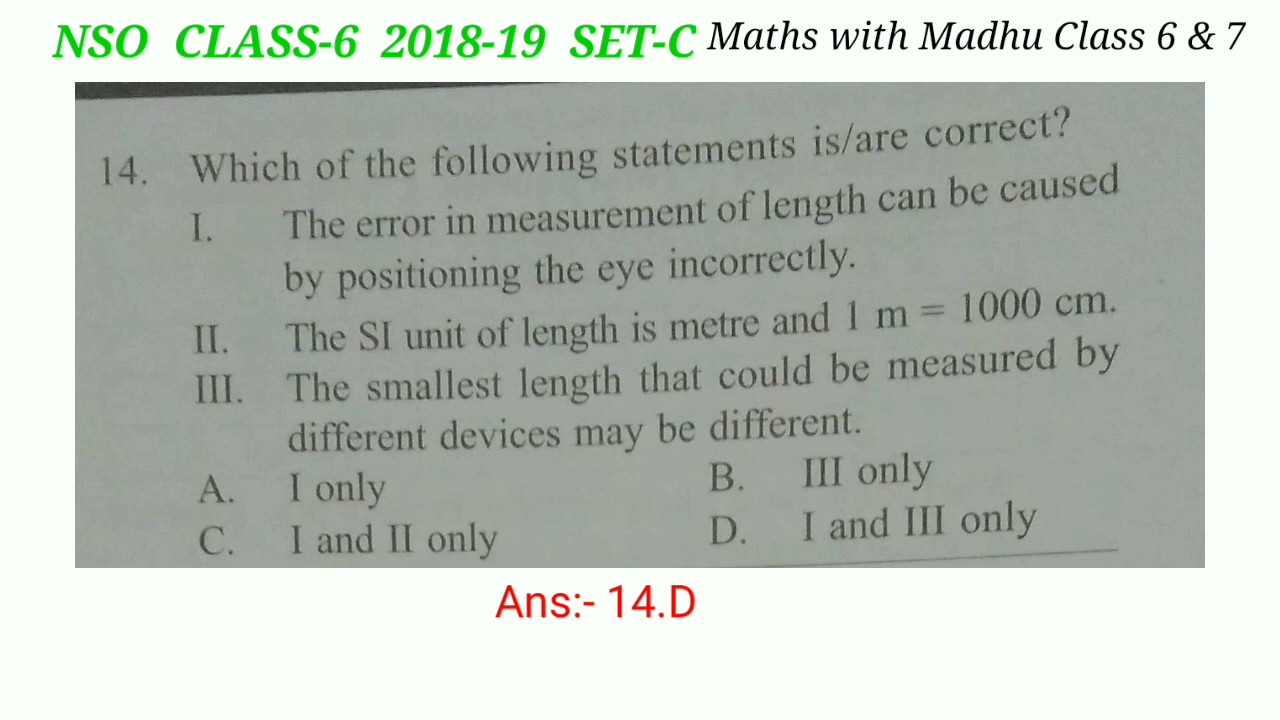 NSO CLASS-6 2018-19 SET-C Maths with Madhu Class 6 & 7
14. Which of the following statements is/are correct?
I. The error in measurement of length can be caused
by positioning the eye incorrectly.
II. The SI unit of length is metre and 1 m = 1000 cm.
III. The smallest length that could be measured by
different devices may be different.
A. I only B. III only
C. I and II only D. I and III only
Ans:- 14.D